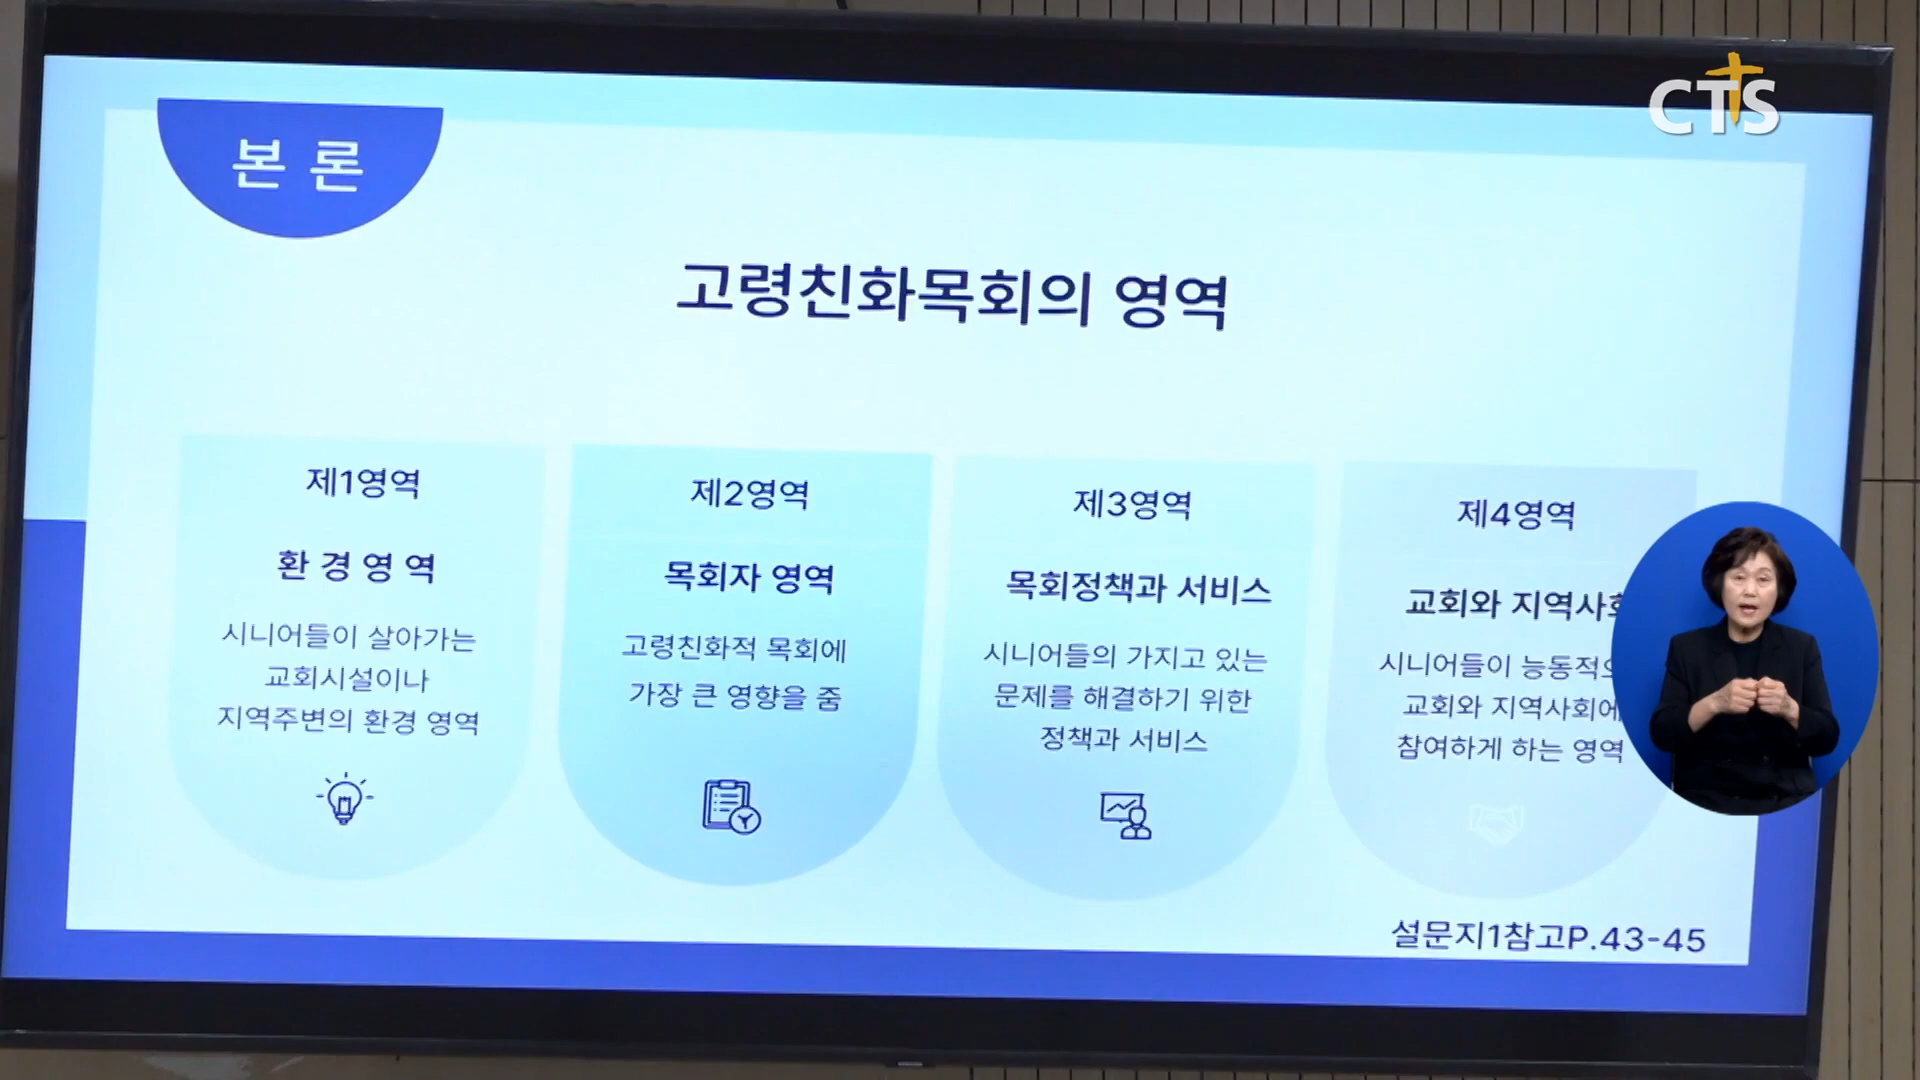 CTS
본 론
고령친화목회의 영역
제1영역
환 경 영 역
시니어들이 살아가는
교회시설이나
지역주변의 환경 영역
제2영역
목회자 영역
고령친화적 목회에
가장 큰 영향을 줌
제3영역
목회정책과 서비스
시니어들의 가지고 있는
문제를 해결하기 위한
정책과 서비스
제4영역
교회와
시니어들이
교회와 지역사회에
참여하게 하는 영역
설문지1참고P.43-45